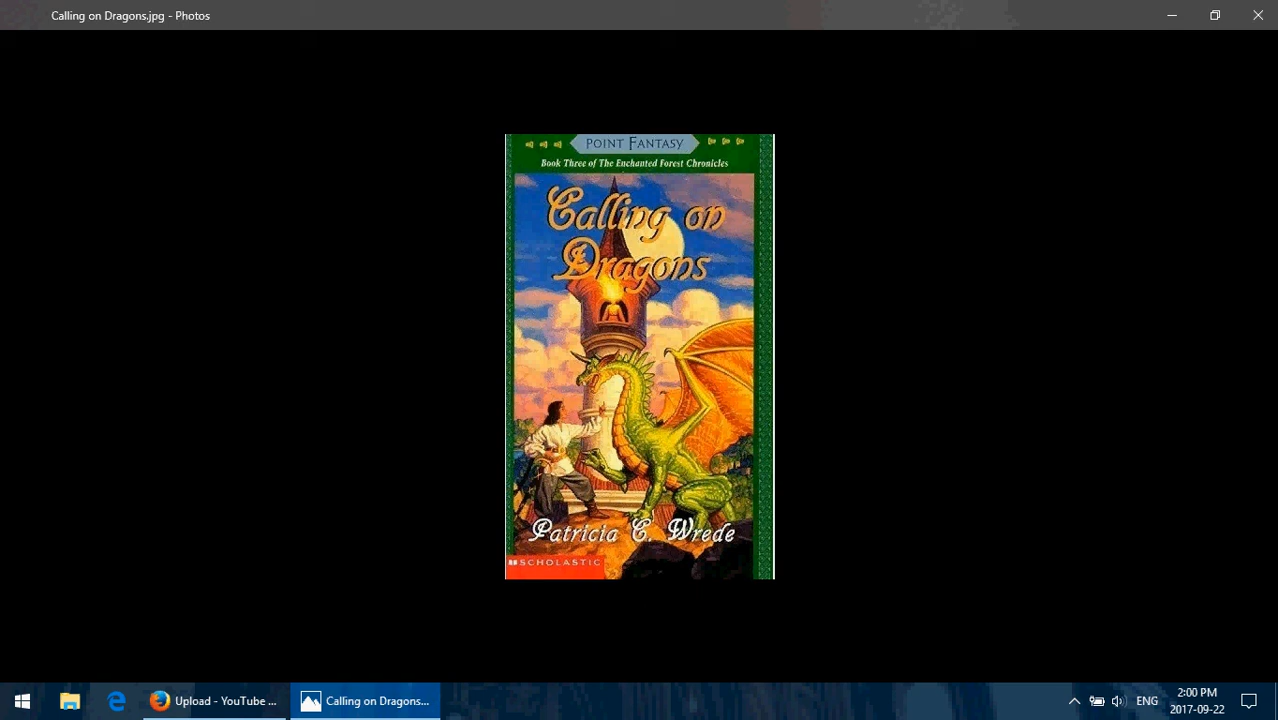 Calling on Dragons.jpg - Photos
POINT FANTASY
Book Three of The Enchanted Forest Chronicles
Calling on
Dragons
Patricia C. Wrede
SCHOLASTIC
Upload - YouTube ...
Calling on Dragons...
ENG
2:00 PM
2017-09-22